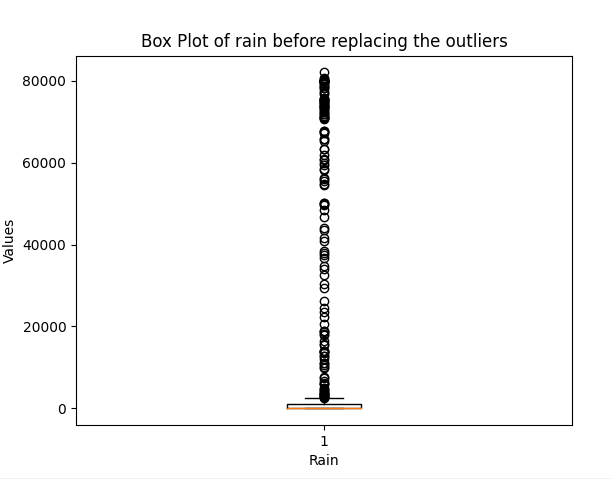 Box Plot of rain before replacing the outliers
80000
60000
40000
20000
0
Values
1
Rain